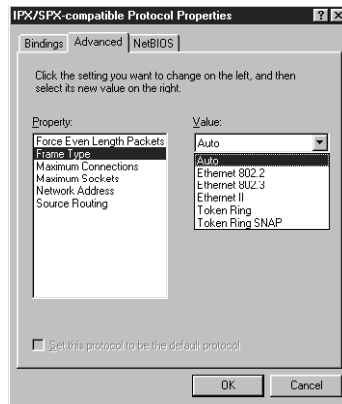 IPX/SPX-compatible Protocol Properties
Bindings Advanced NetBIOS
Click the setting you want to change on the left, and then
select its new value on the right.
Property:
Force Even Length Packets
Frame Type
Maximum Connections
Maximum Sockets
Network Address
Source Routing
Value:
Auto
Auto
Ethernet 802.2
Ethernet 802.3
Ethernet II
Token Ring
Token Ring SNAP
Set this protocol to be the default protocol.
OK Cancel